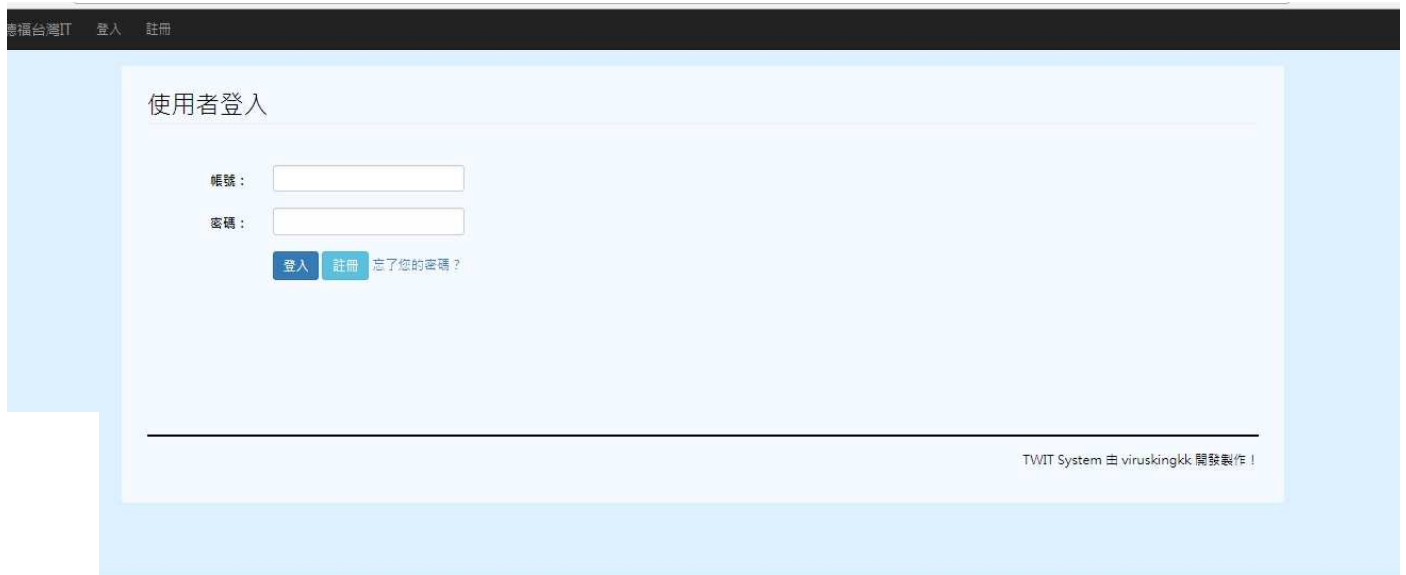 德福台灣IT 登入 註冊
使用者登入
帳號：
密碼：
登入 註冊 忘了您的密碼？
TWIT System 由 viruskingkk 開發製作！